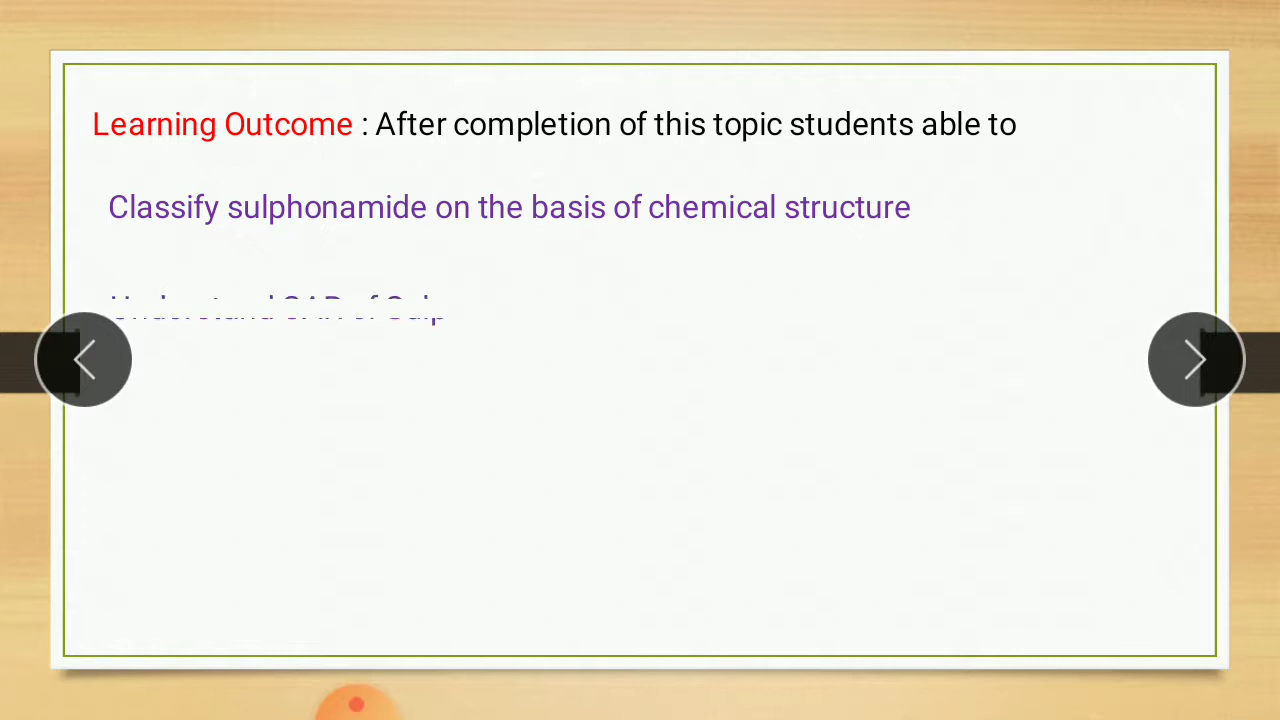 Learning Outcome : After completion of this topic students able to
Classify sulphonamide on the basis of chemical structure
Understand SAR of Sulp